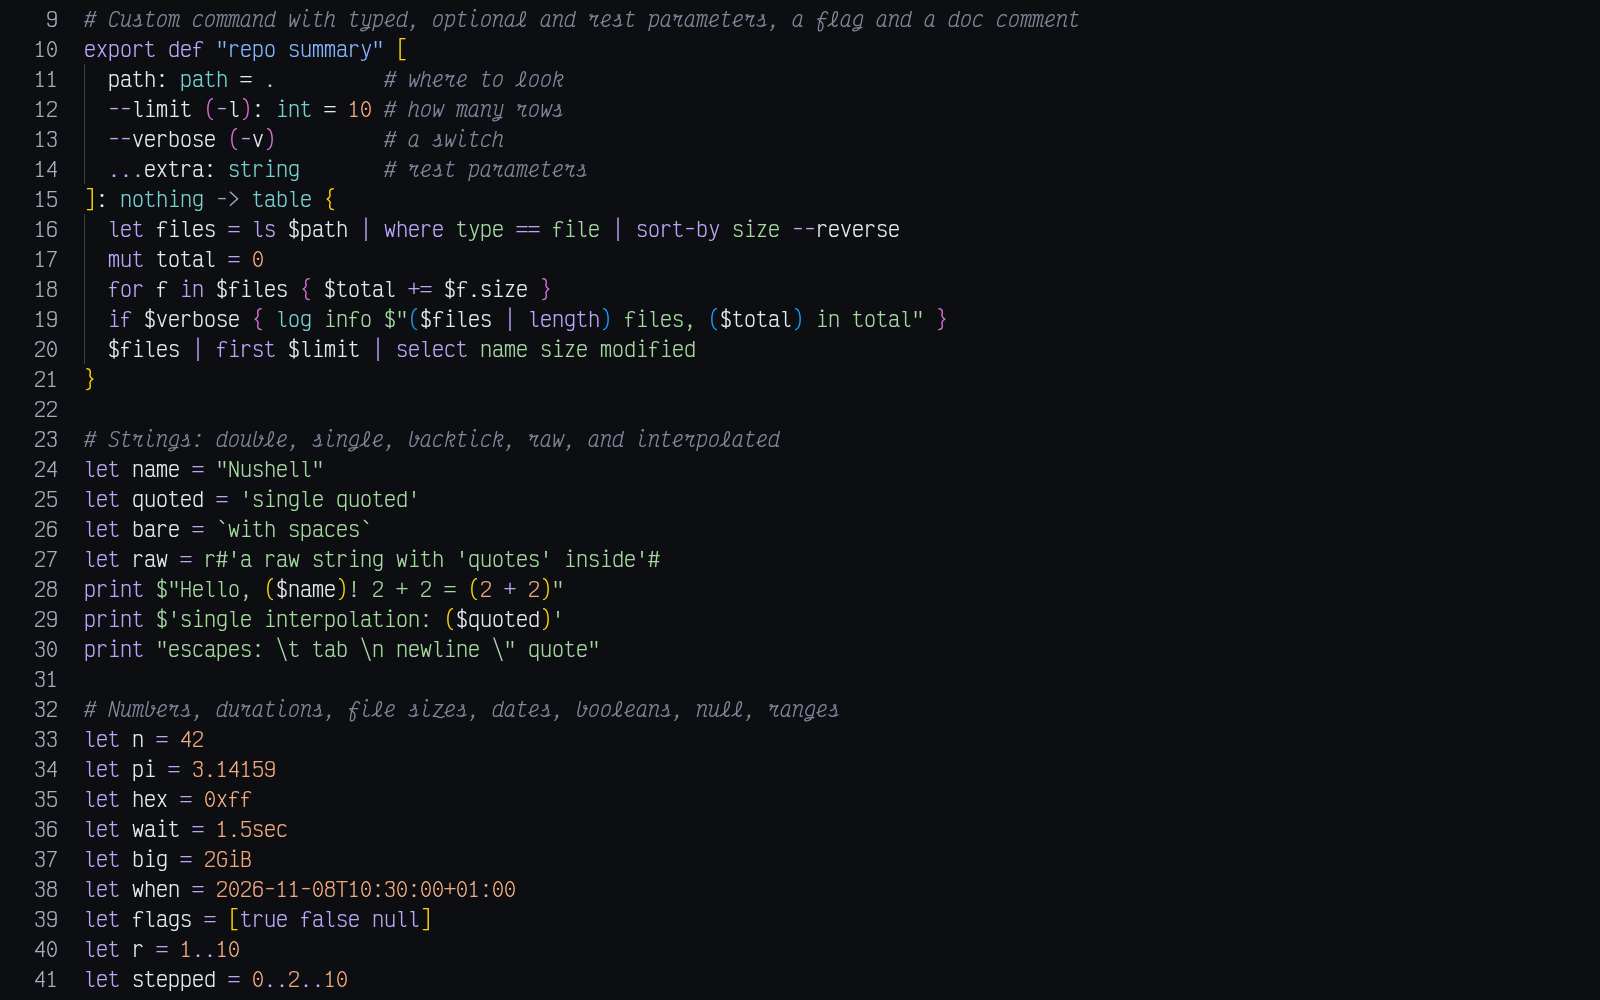 9 # Custom command with typed, optional and rest parameters, a flag and a doc comment
10 export def "repo summary" [
11   path: path = .         # where to look
12   --limit (-l): int = 10 # how many rows
13   --verbose (-v)         # a switch
14   ...extra: string       # rest parameters
15 ]: nothing -> table {
16   let files = ls $path | where type == file | sort-by size --reverse
17   mut total = 0
18   for f in $files { $total += $f.size }
19   if $verbose { log info $"($files | length) files, ($total) in total" }
20   $files | first $limit | select name size modified
21 }
22
23 # Strings: double, single, backtick, raw, and interpolated
24 let name = "Nushell"
25 let quoted = 'single quoted'
26 let bare = `with spaces`
27 let raw = r#'a raw string with 'quotes' inside'#
28 print $"Hello, ($name)! 2 + 2 = (2 + 2)"
29 print $'single interpolation: ($quoted)'
30 print "escapes: \t tab \n newline \" quote"
31
32 # Numbers, durations, file sizes, dates, booleans, null, ranges
33 let n = 42
34 let pi = 3.14159
35 let hex = 0xff
36 let wait = 1.5sec
37 let big = 2GiB
38 let when = 2026-11-08T10:30:00+01:00
39 let flags = [true false null]
40 let r = 1..10
41 let stepped = 0..2..10